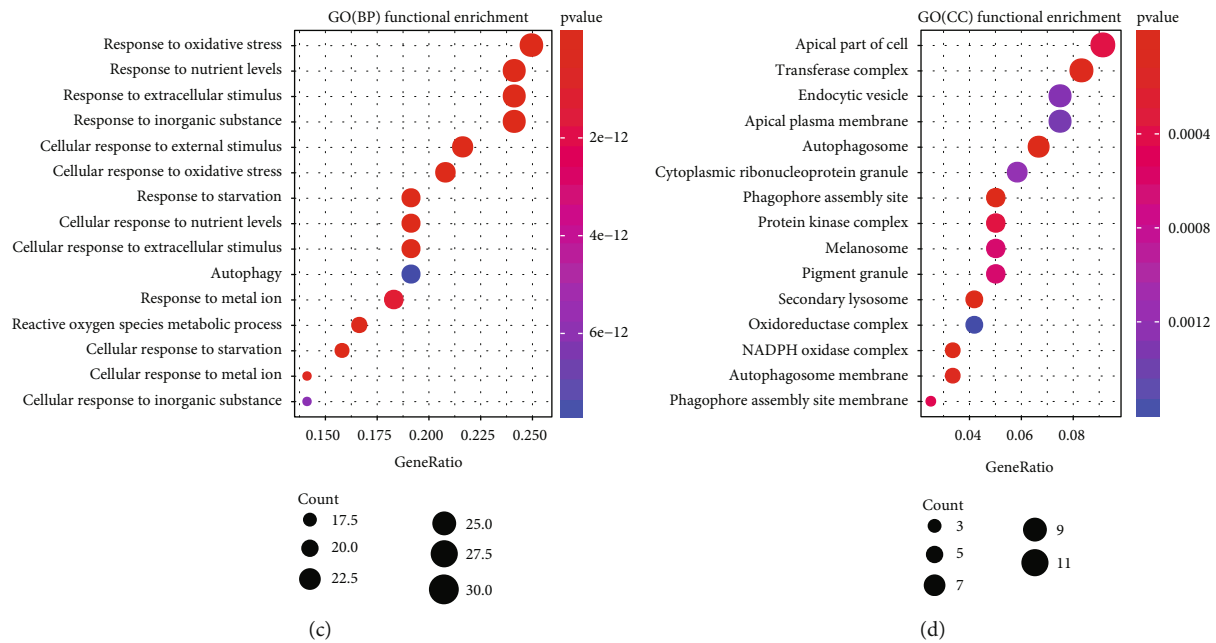 GO(BP) functional enrichment
pvalue
Response to oxidative stress
Response to nutrient levels
Response to extracellular stimulus
Response to inorganic substance
Cellular response to external stimulus
Cellular response to oxidative stress
Response to starvation
Cellular response to nutrient levels
Cellular response to extracellular stimulus
Autophagy
Response to metal ion
Reactive oxygen species metabolic process
Cellular response to starvation
Cellular response to metal ion
Cellular response to inorganic substance
2e−12
4e−12
6e−12
0.150 0.175 0.200 0.225 0.250
GeneRatio
Count
17.5
20.0
22.5
25.0
27.5
30.0
(c)
GO(CC) functional enrichment
pvalue
Apical part of cell
Transferase complex
Endocytic vesicle
Apical plasma membrane
Autophagosome
Cytoplasmic ribonucleoprotein granule
Phagophore assembly site
Protein kinase complex
Melanosome
Pigment granule
Secondary lysosome
Oxidoreductase complex
NADPH oxidase complex
Autophagosome membrane
Phagophore assembly site membrane
0.0004
0.0008
0.0012
0.04 0.06 0.08
GeneRatio
Count
3
5
7
9
11
(d)